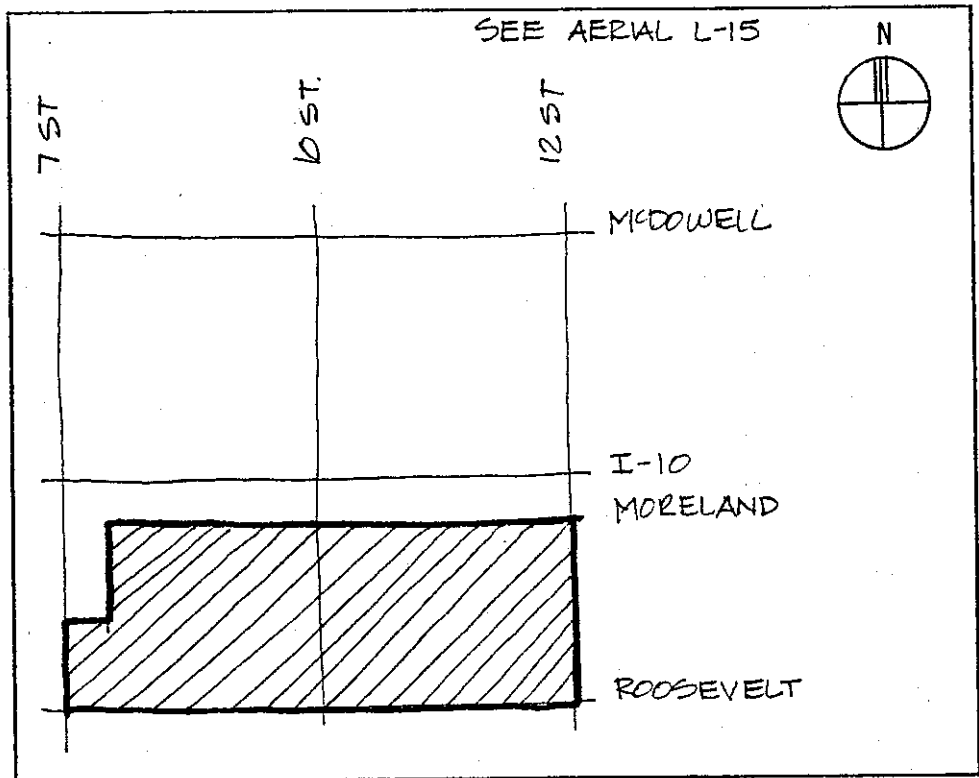 SEE AERIAL L-15
N
7 ST
10 ST.
12 ST
MCDOWELL
I-10
MORELAND
ROOSEVELT